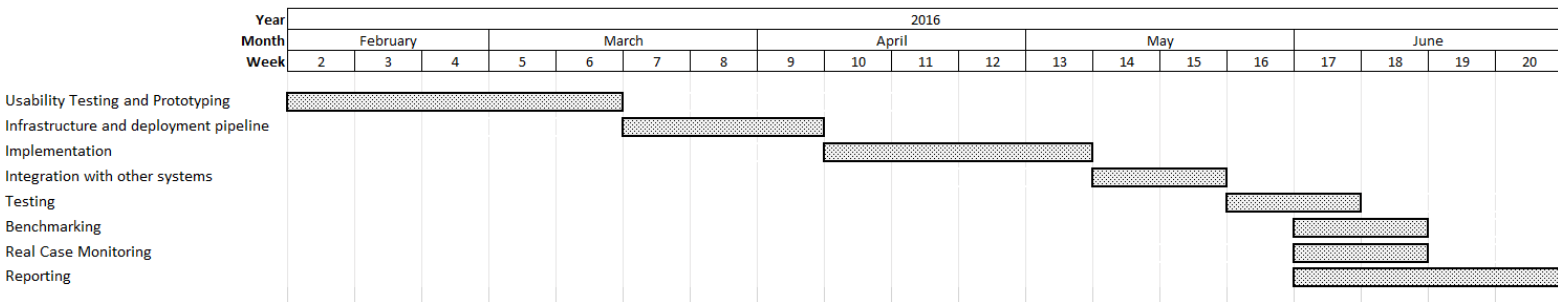 Year 2016
Month February March April May June
Week 2 3 4 5 6 7 8 9 10 11 12 13 14 15 16 17 18 19 20
Usability Testing and Prototyping
Infrastructure and deployment pipeline
Implementation
Integration with other systems
Testing
Benchmarking
Real Case Monitoring
Reporting